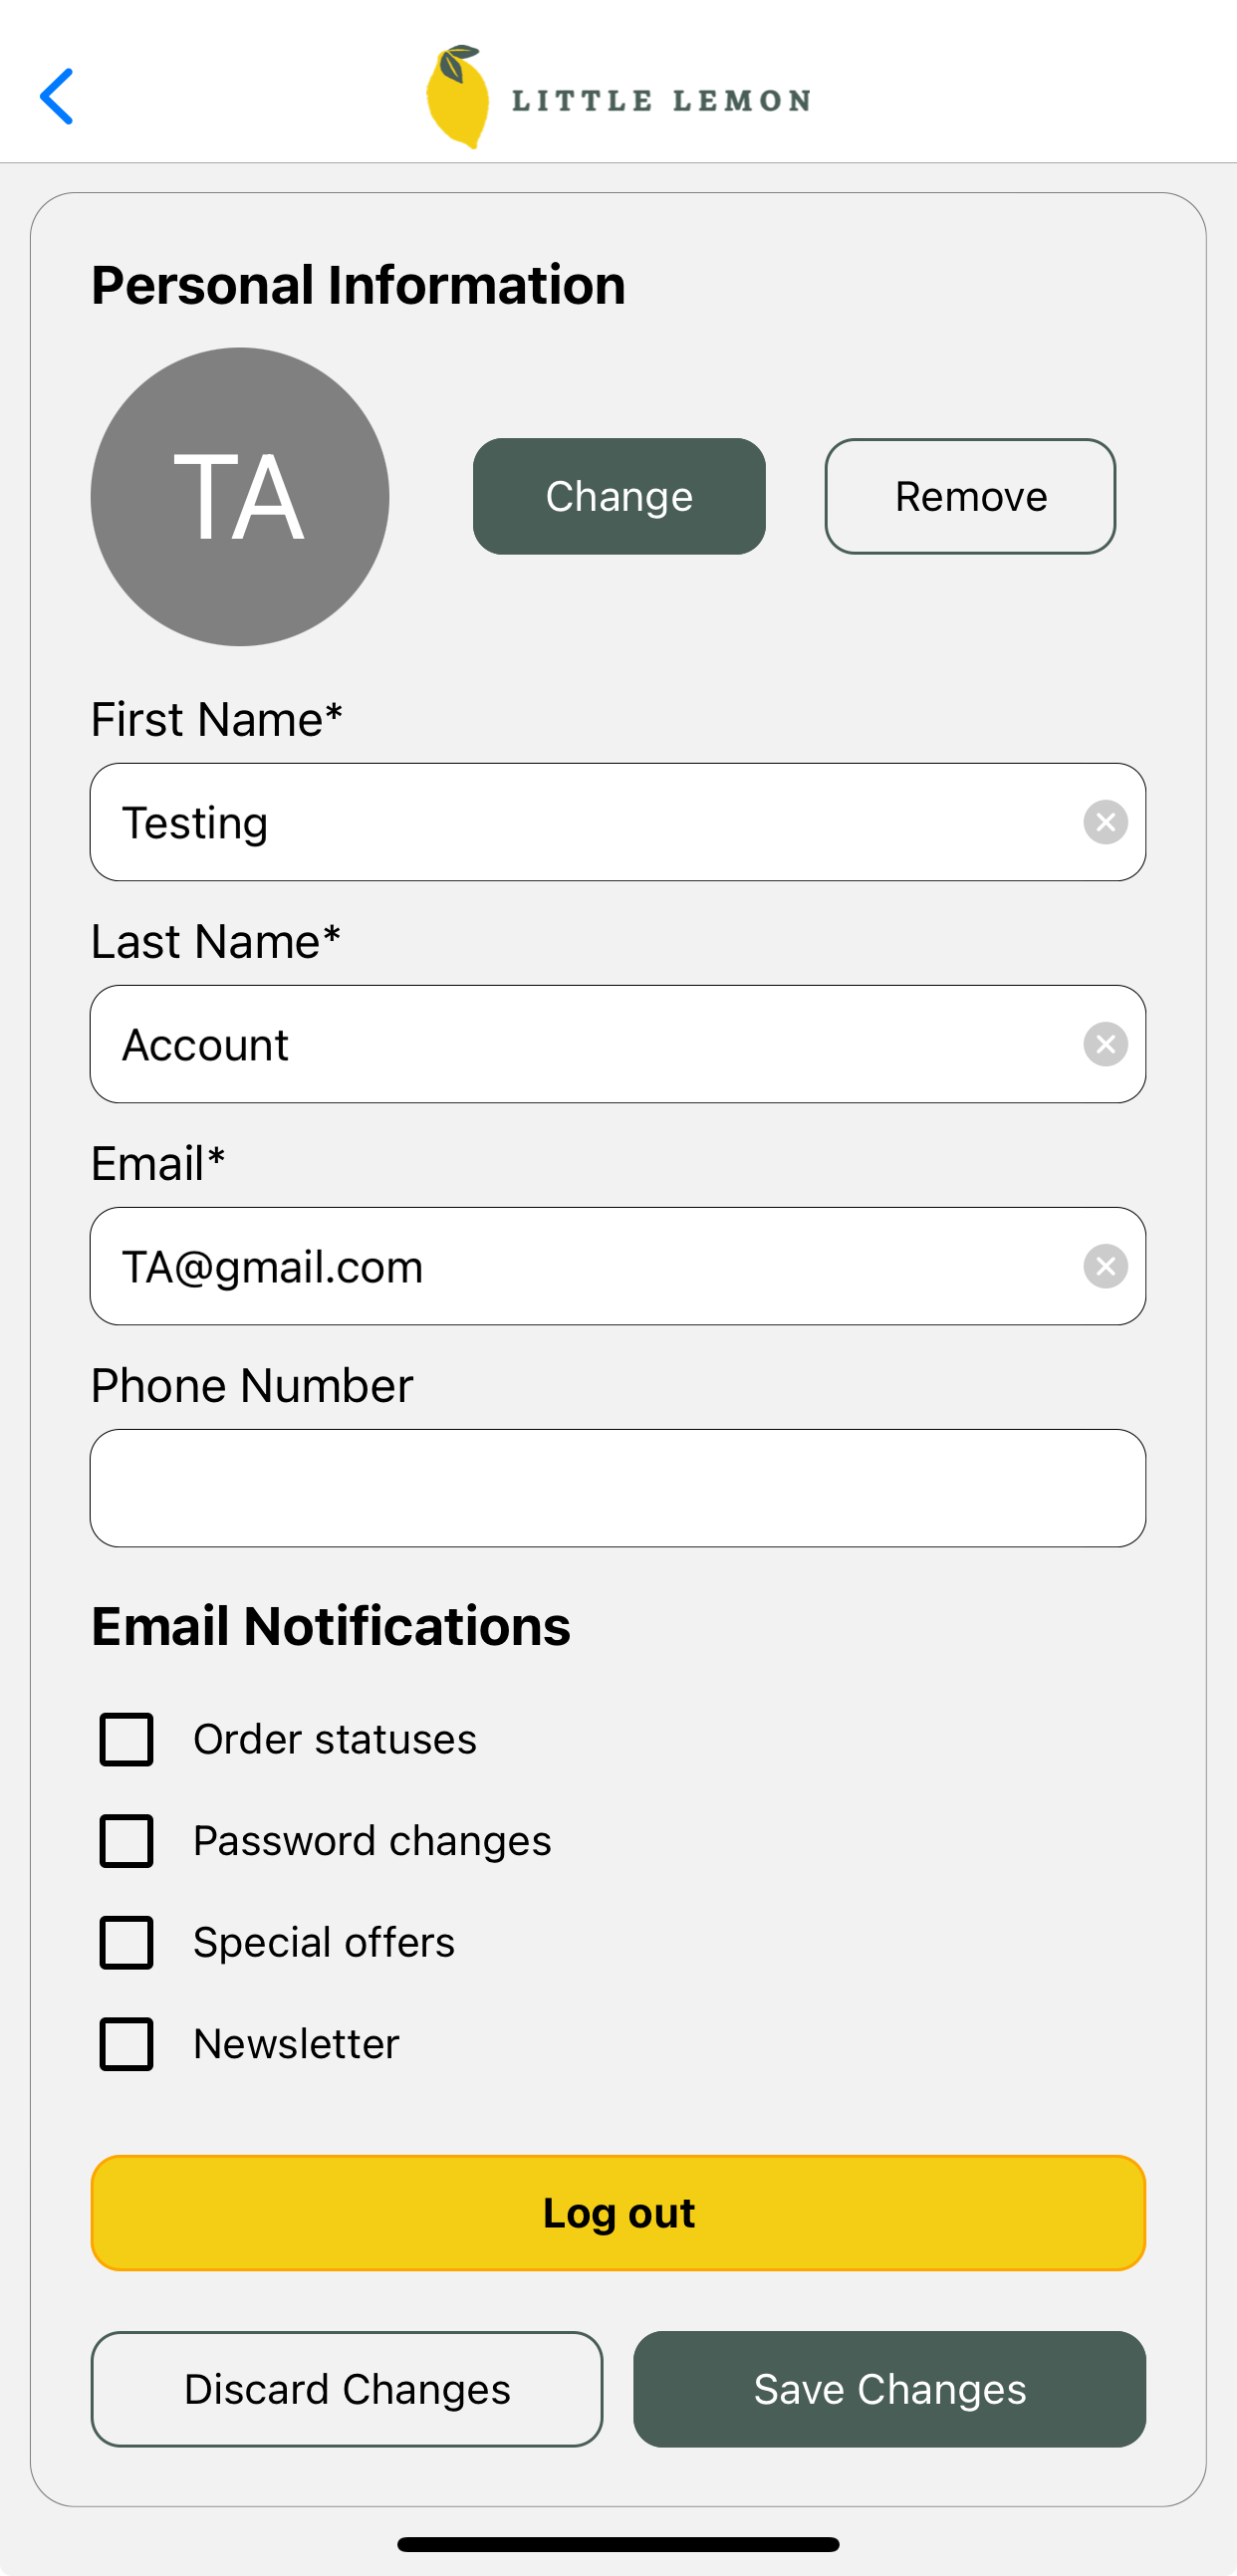 LITTLE LEMON
Personal Information
TA
Change
Remove
First Name*
Testing
Last Name*
Account
Email*
TA@gmail.com
Phone Number
Email Notifications
Order statuses
Password changes
Special offers
Newsletter
Log out
Discard Changes
Save Changes